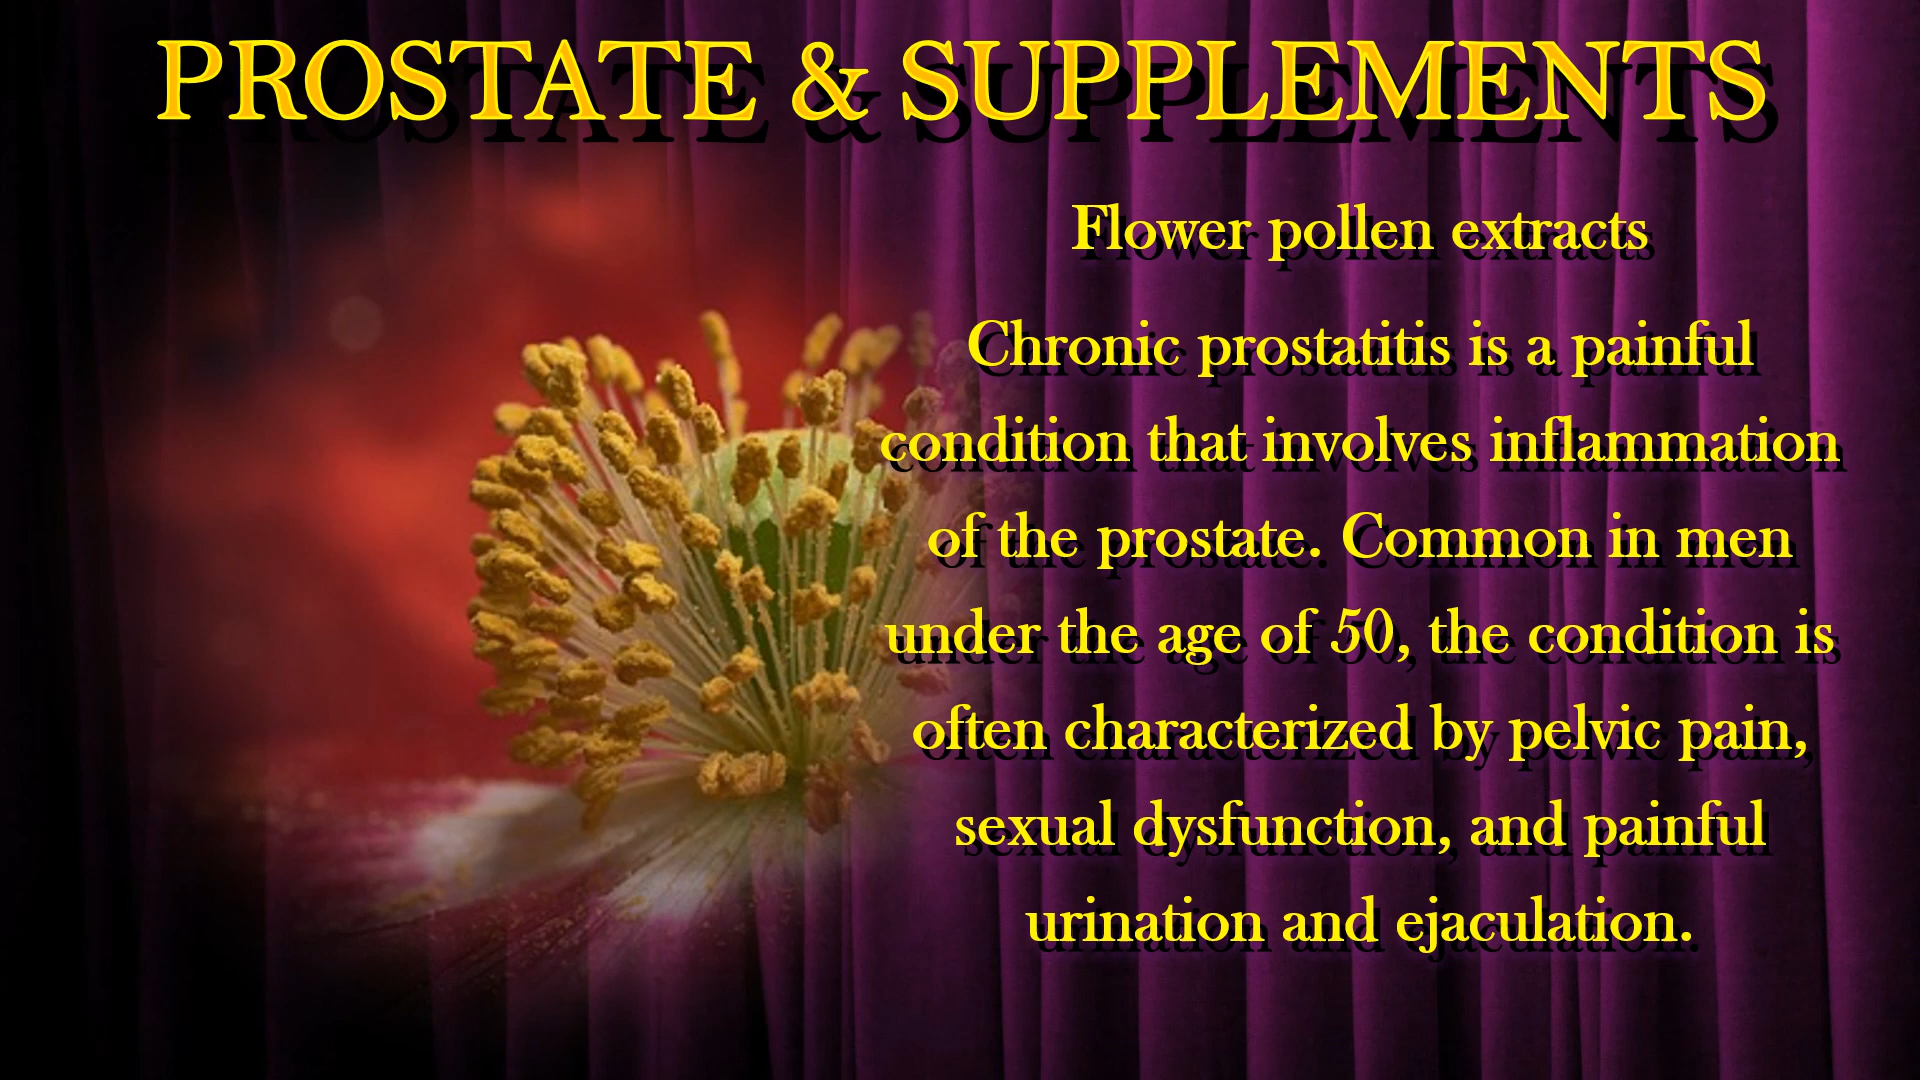 PROSTATE & SUPPLEMENTS
Flower pollen extracts
Chronic prostatitis is a painful
condition that involves inflammation
of the prostate. Common in men
under the age of 50, the condition is
often characterized by pelvic pain,
sexual dysfunction, and painful
urination and ejaculation.